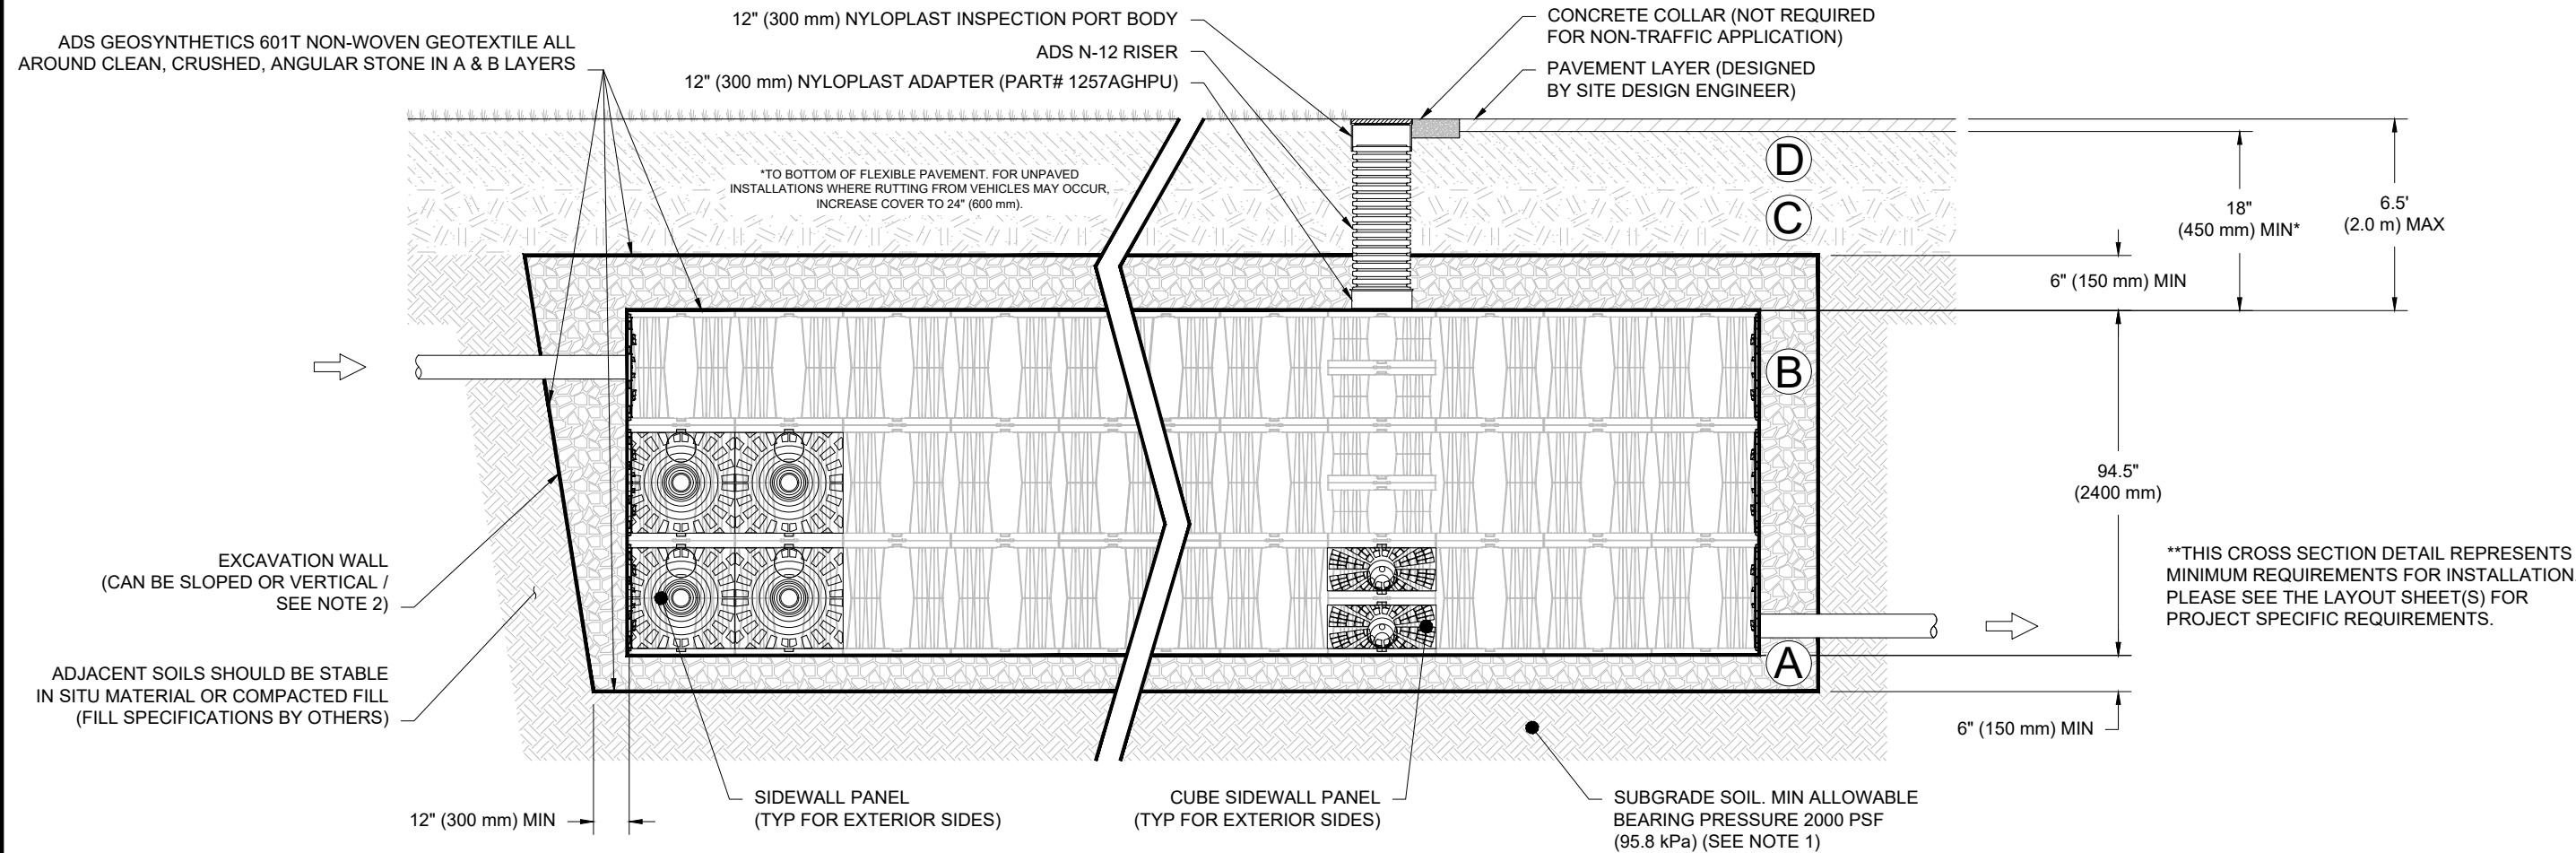 12" (300 mm) NYLOPLAST INSPECTION PORT BODY
CONCRETE COLLAR (NOT REQUIRED
FOR NON-TRAFFIC APPLICATION)
ADS GEOSYNTHETICS 601T NON-WOVEN GEOTEXTILE ALL
AROUND CLEAN, CRUSHED, ANGULAR STONE IN A & B LAYERS
ADS N-12 RISER
12" (300 mm) NYLOPLAST ADAPTER (PART# 1257AGHPU)
PAVEMENT LAYER (DESIGNED
BY SITE DESIGN ENGINEER)
*TO BOTTOM OF FLEXIBLE PAVEMENT. FOR UNPAVED
INSTALLATIONS WHERE RUTTING FROM VEHICLES MAY OCCUR,
INCREASE COVER TO 24" (600 mm).
D
C
18"
(450 mm) MIN*
6.5'
(2.0 m) MAX
6" (150 mm) MIN
B
94.5"
(2400 mm)
EXCAVATION WALL
(CAN BE SLOPED OR VERTICAL /
SEE NOTE 2)
**THIS CROSS SECTION DETAIL REPRESENTS
MINIMUM REQUIREMENTS FOR INSTALLATION.
PLEASE SEE THE LAYOUT SHEET(S) FOR
PROJECT SPECIFIC REQUIREMENTS.
ADJACENT SOILS SHOULD BE STABLE
IN SITU MATERIAL OR COMPACTED FILL
(FILL SPECIFICATIONS BY OTHERS)
A
6" (150 mm) MIN
12" (300 mm) MIN
SIDEWALL PANEL
(TYP FOR EXTERIOR SIDES)
CUBE SIDEWALL PANEL
(TYP FOR EXTERIOR SIDES)
SUBGRADE SOIL. MIN ALLOWABLE
BEARING PRESSURE 2000 PSF
(95.8 kPa) (SEE NOTE 1)